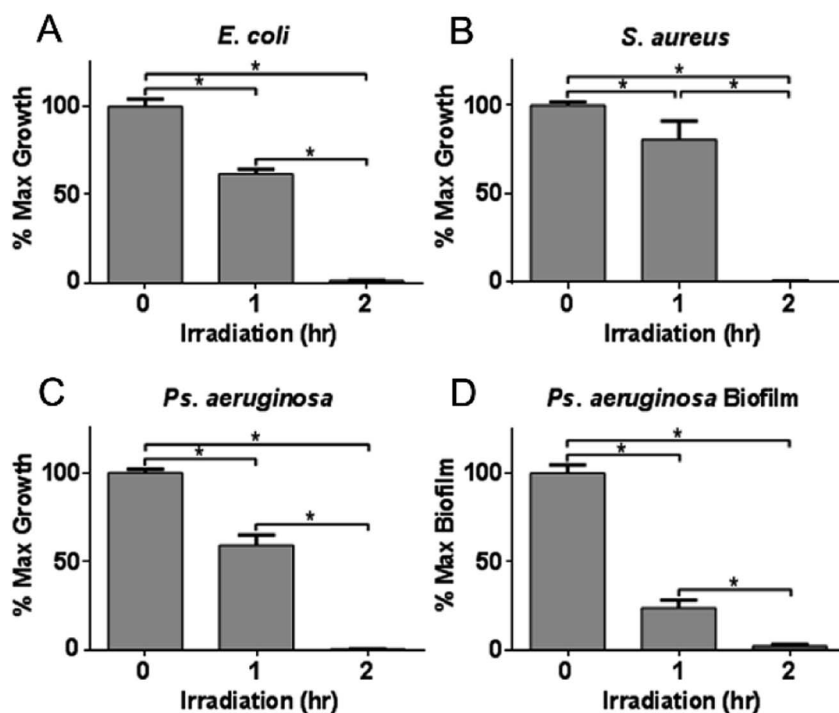 A
E. coli
% Max Growth
100
50
0
*
*
*
0 1 2
Irradiation (hr)
B
S. aureus
% Max Growth
100
50
0
*
*
*
0 1 2
Irradiation (hr)
C
Ps. aeruginosa
% Max Growth
100
50
0
*
*
*
0 1 2
Irradiation (hr)
D
Ps. aeruginosa Biofilm
% Max Biofilm
100
50
0
*
*
*
0 1 2
Irradiation (hr)